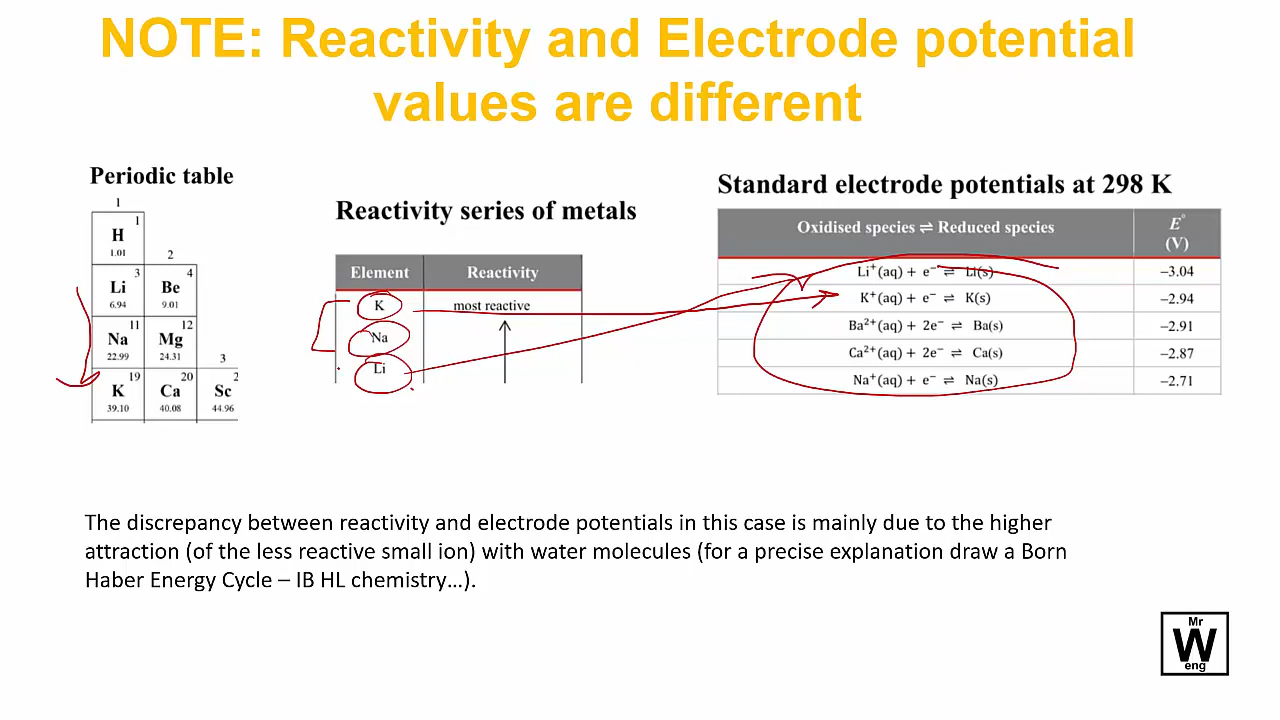 NOTE: Reactivity and Electrode potential
values are different
Periodic table
1
1
H
1.01
2
3
Li
6.94
4
Be
9.01
11
Na
22.99
12
Mg
24.31
3
19
K
39.10
20
Ca
40.08
2
Sc
44.96
Reactivity series of metals
Element Reactivity
K most reactive
Na
Li
Standard electrode potentials at 298 K
Oxidised species ⇌ Reduced species E° (V)
Li⁺(aq) + e⁻ ⇌ Li(s) −3.04
K⁺(aq) + e⁻ ⇌ K(s) −2.94
Ba²⁺(aq) + 2e⁻ ⇌ Ba(s) −2.91
Ca²⁺(aq) + 2e⁻ ⇌ Ca(s) −2.87
Na⁺(aq) + e⁻ ⇌ Na(s) −2.71
The discrepancy between reactivity and electrode potentials in this case is mainly due to the higher
attraction (of the less reactive small ion) with water molecules (for a precise explanation draw a Born
Haber Energy Cycle – IB HL chemistry…).
Mr
W
eng